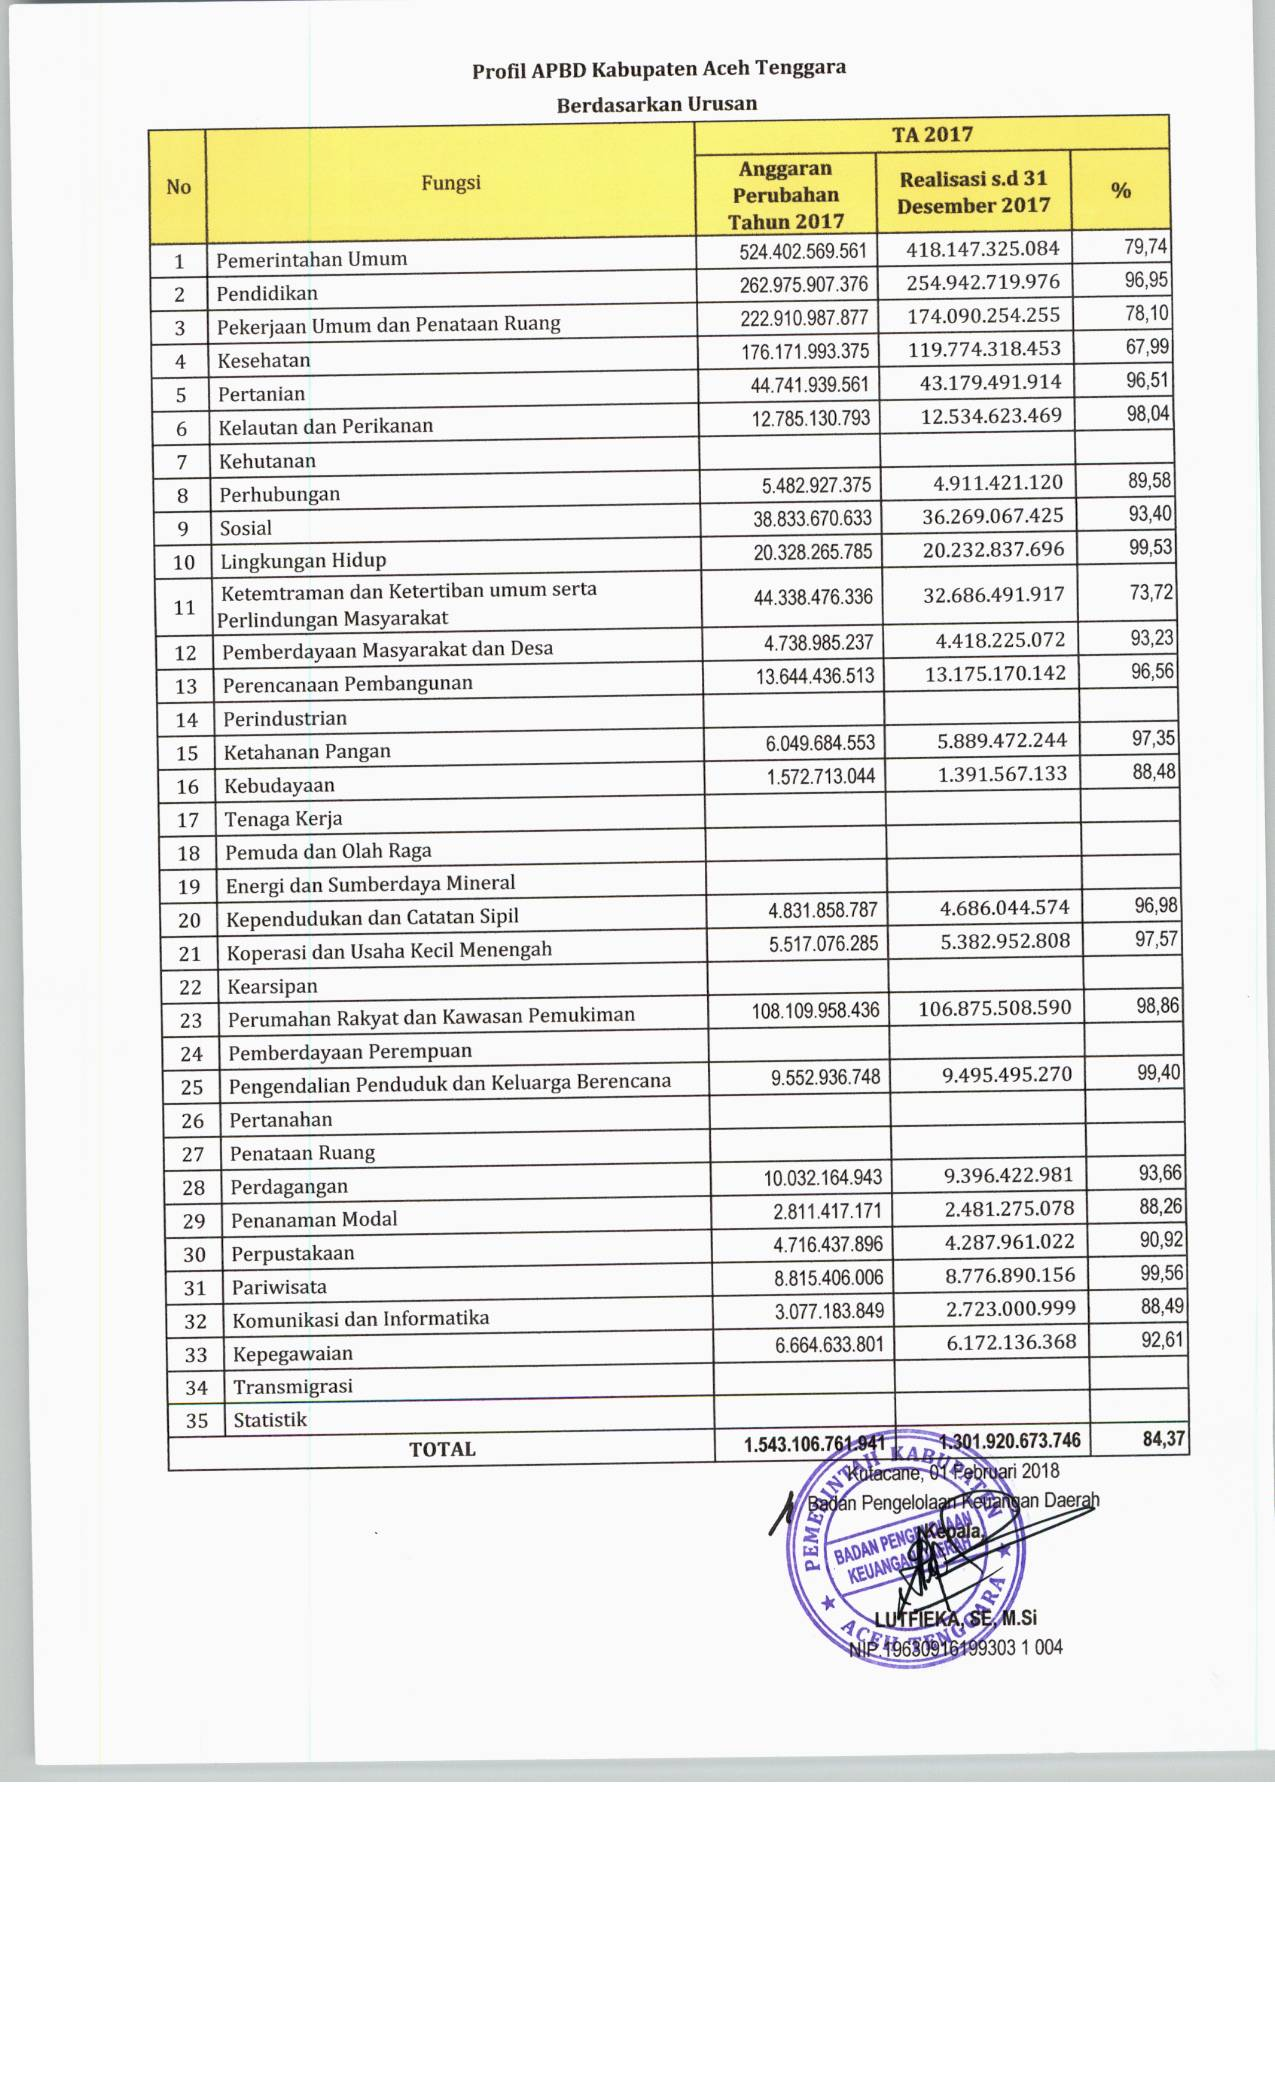 Profil APBD Kabupaten Aceh Tenggara
Berdasarkan Urusan
No Fungsi TA 2017
Anggaran Perubahan Tahun 2017 Realisasi s.d 31 Desember 2017 %
1 Pemerintahan Umum 524.402.569.561 418.147.325.084 79,74
2 Pendidikan 262.975.907.376 254.942.719.976 96,95
3 Pekerjaan Umum dan Penataan Ruang 222.910.987.877 174.090.254.255 78,10
4 Kesehatan 176.171.993.375 119.774.318.453 67,99
5 Pertanian 44.741.939.561 43.179.491.914 96,51
6 Kelautan dan Perikanan 12.785.130.793 12.534.623.469 98,04
7 Kehutanan
8 Perhubungan 5.482.927.375 4.911.421.120 89,58
9 Sosial 38.833.670.633 36.269.067.425 93,40
10 Lingkungan Hidup 20.328.265.785 20.232.837.696 99,53
11 Ketemtraman dan Ketertiban umum serta
Perlindungan Masyarakat 44.338.476.336 32.686.491.917 73,72
12 Pemberdayaan Masyarakat dan Desa 4.738.985.237 4.418.225.072 93,23
13 Perencanaan Pembangunan 13.644.436.513 13.175.170.142 96,56
14 Perindustrian
15 Ketahanan Pangan 6.049.684.553 5.889.472.244 97,35
16 Kebudayaan 1.572.713.044 1.391.567.133 88,48
17 Tenaga Kerja
18 Pemuda dan Olah Raga
19 Energi dan Sumberdaya Mineral
20 Kependudukan dan Catatan Sipil 4.831.858.787 4.686.044.574 96,98
21 Koperasi dan Usaha Kecil Menengah 5.517.076.285 5.382.952.808 97,57
22 Kearsipan
23 Perumahan Rakyat dan Kawasan Pemukiman 108.109.958.436 106.875.508.590 98,86
24 Pemberdayaan Perempuan
25 Pengendalian Penduduk dan Keluarga Berencana 9.552.936.748 9.495.495.270 99,40
26 Pertanahan
27 Penataan Ruang
28 Perdagangan 10.032.164.943 9.396.422.981 93,66
29 Penanaman Modal 2.811.417.171 2.481.275.078 88,26
30 Perpustakaan 4.716.437.896 4.287.961.022 90,92
31 Pariwisata 8.815.406.006 8.776.890.156 99,56
32 Komunikasi dan Informatika 3.077.183.849 2.723.000.999 88,49
33 Kepegawaian 6.664.633.801 6.172.136.368 92,61
34 Transmigrasi
35 Statistik
TOTAL 1.543.106.761.941 1.301.920.673.746 84,37
Kutacane, 01 Februari 2018
Badan Pengelolaan Keuangan Daerah
Kepala,
PEMERINTAH KABUPATEN
BADAN PENGELOLAAN
KEUANGAN DAERAH
ACEH TENGGARA
LUTFIEKA, SE, M.Si
NIP.19630916199303 1 004